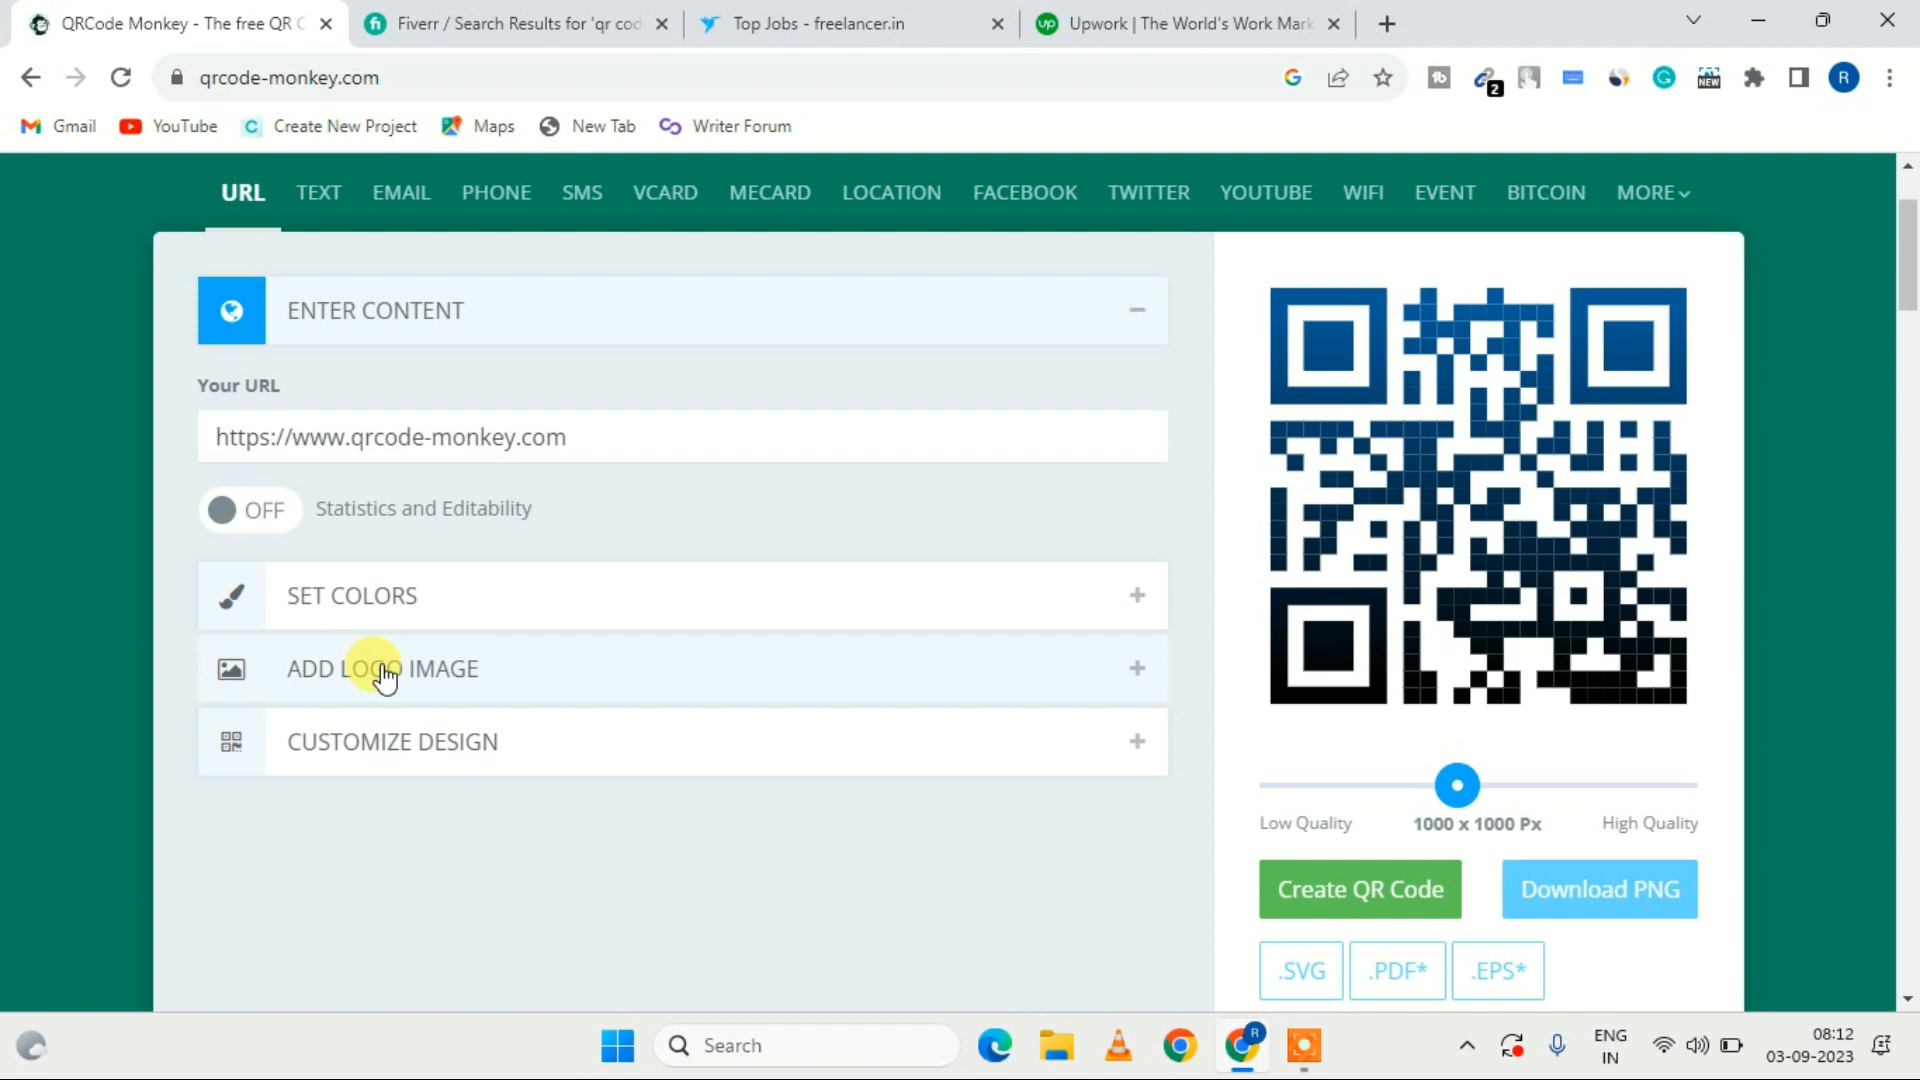 QRCode Monkey - The free QR C
Fiverr / Search Results for 'qr cod
Top Jobs - freelancer.in
up
Upwork | The World's Work Mark
qrcode-monkey.com
G
tb
2
G
NEW
R
Gmail
YouTube
C
Create New Project
Maps
New Tab
Writer Forum
URL
TEXT
EMAIL
PHONE
SMS
VCARD
MECARD
LOCATION
FACEBOOK
TWITTER
YOUTUBE
WIFI
EVENT
BITCOIN
MORE
ENTER CONTENT
Your URL
https://www.qrcode-monkey.com
OFF
Statistics and Editability
SET COLORS
ADD LOGO IMAGE
CUSTOMIZE DESIGN
Low Quality
1000 x 1000 Px
High Quality
Create QR Code
Download PNG
.SVG
.PDF*
.EPS*
Search
R
ENG
IN
08:12
03-09-2023